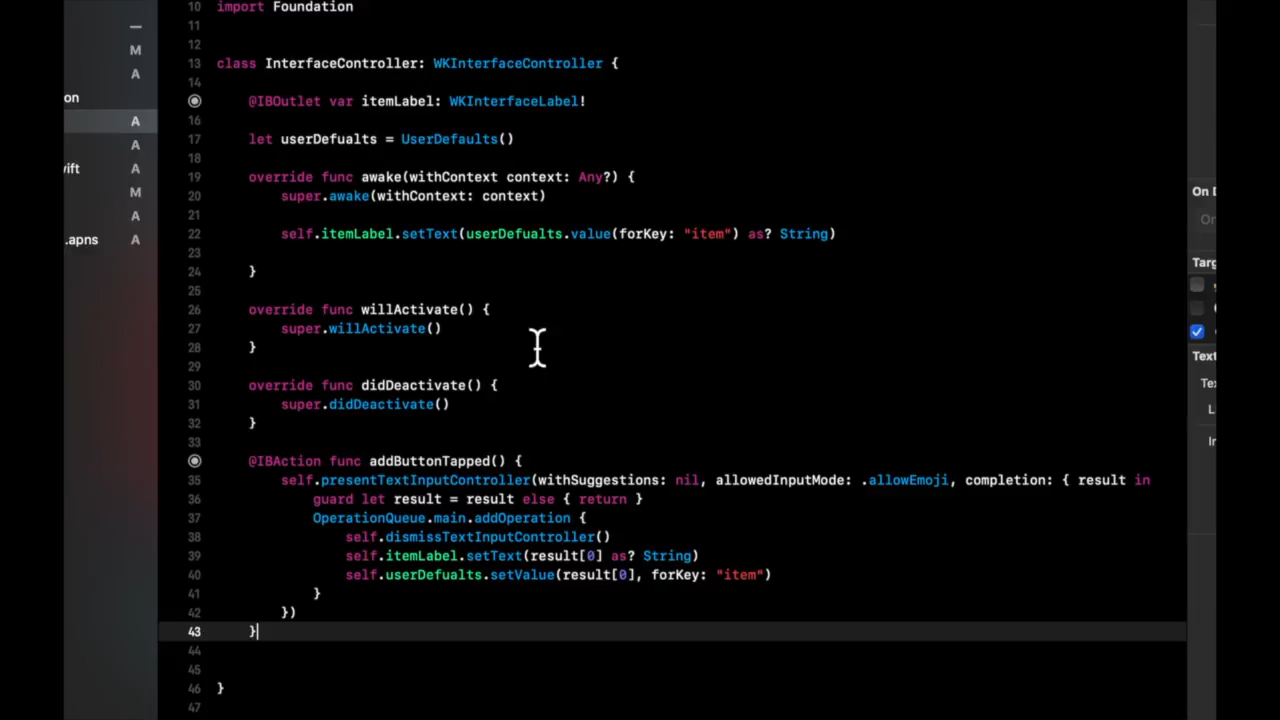 10 import Foundation
11
12
13 class InterfaceController: WKInterfaceController {
14
@IBOutlet var itemLabel: WKInterfaceLabel!
16
17 let userDefualts = UserDefaults()
18
19 override func awake(withContext context: Any?) {
20 super.awake(withContext: context)
21
22 self.itemLabel.setText(userDefualts.value(forKey: "item") as? String)
23
24 }
25
26 override func willActivate() {
27 super.willActivate()
28 }
29
30 override func didDeactivate() {
31 super.didDeactivate()
32 }
33
@IBAction func addButtonTapped() {
35 self.presentTextInputController(withSuggestions: nil, allowedInputMode: .allowEmoji, completion: { result in
36 guard let result = result else { return }
37 OperationQueue.main.addOperation {
38 self.dismissTextInputController()
39 self.itemLabel.setText(result[0] as? String)
40 self.userDefualts.setValue(result[0], forKey: "item")
41 }
42 })
43 }
44
45
46 }
47
M
A
on
A
A
ift A
M
A
.apns A
On D
On
Targ
Text
Tex
L
In